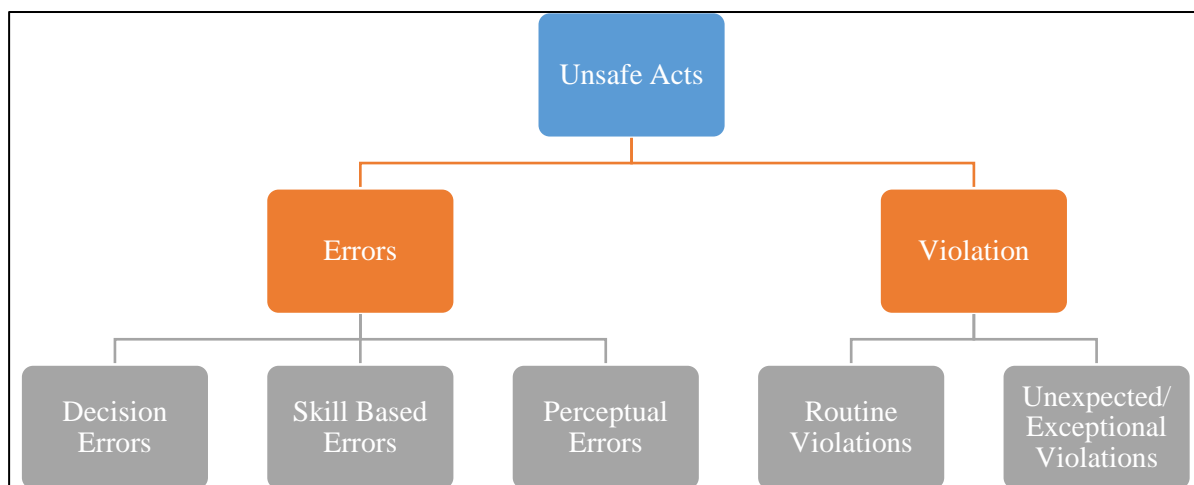 Unsafe Acts
Errors
Violation
Decision
Errors
Skill Based
Errors
Perceptual
Errors
Routine
Violations
Unexpected/
Exceptional
Violations